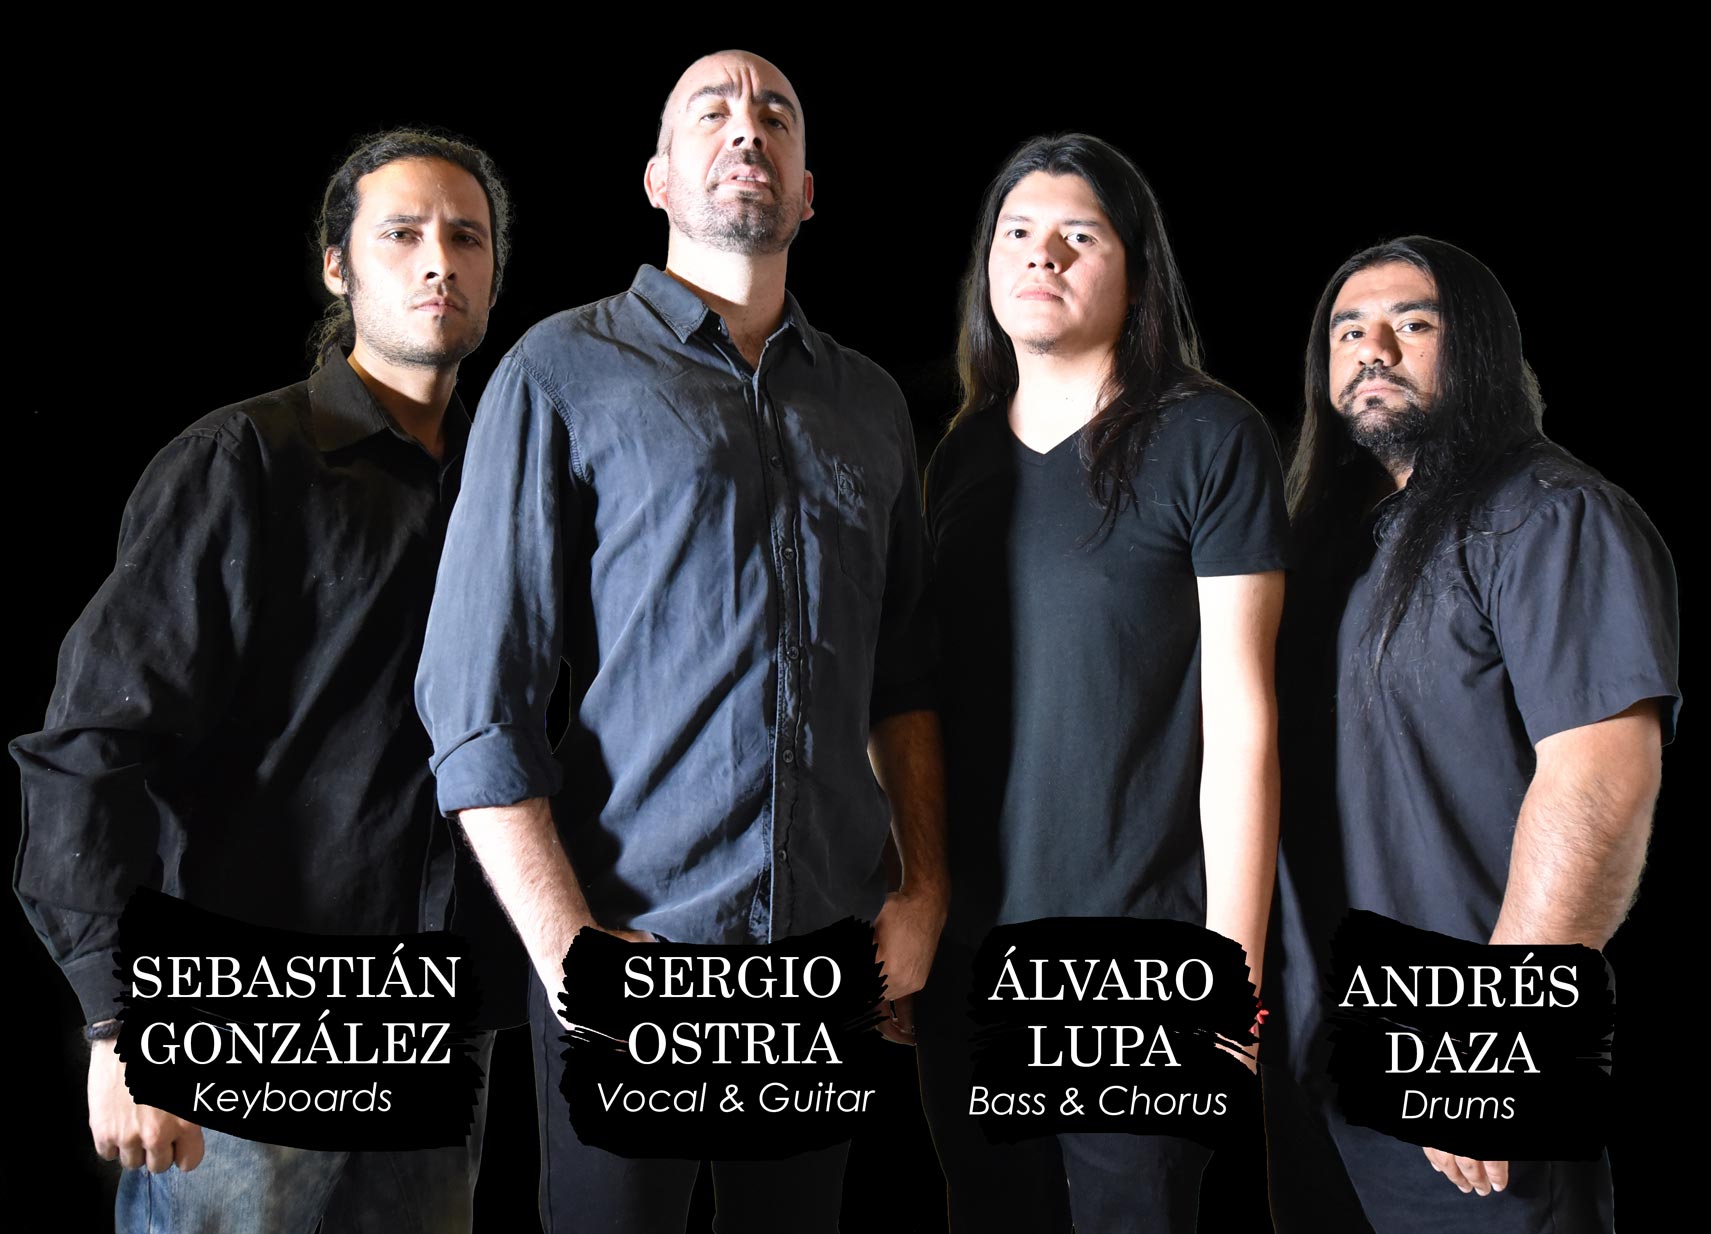 SEBASTIÁN
GONZÁLEZ
Keyboards
SERGIO
OSTRIA
Vocal & Guitar
ÁLVARO
LUPA
Bass & Chorus
ANDRÉS
DAZA
Drums